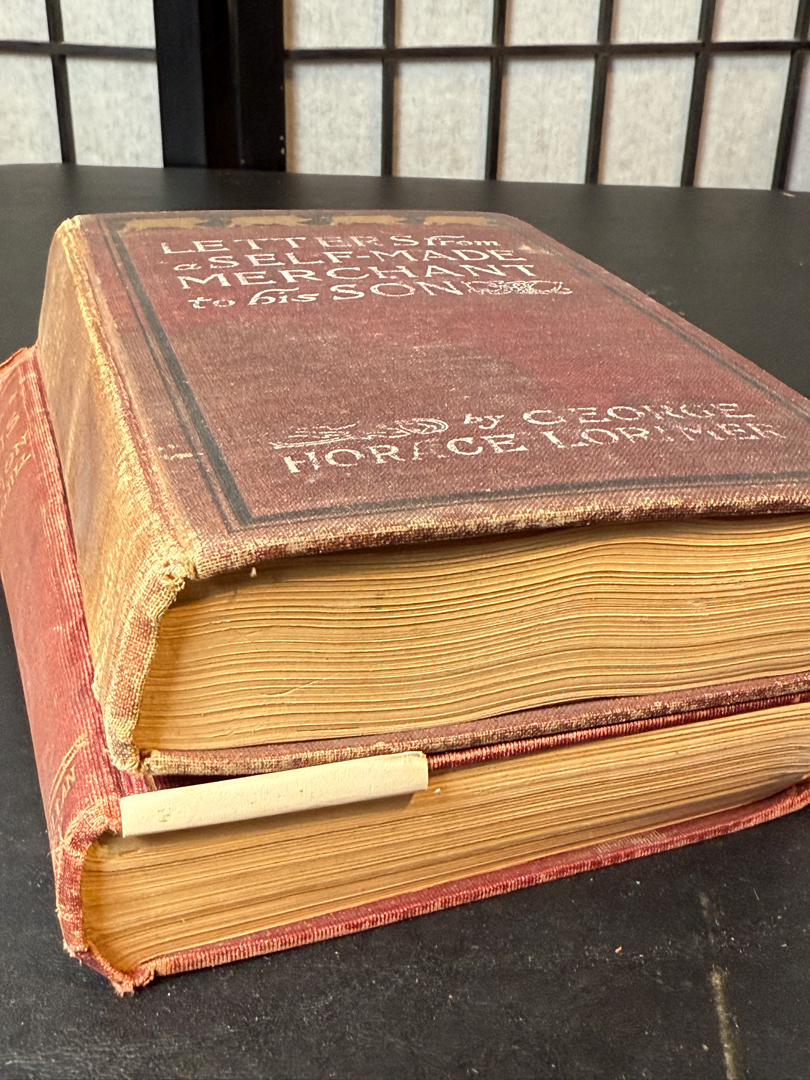 LETTERS from
a SELF-MADE
MERCHANT
to his SON
by GEORGE
HORACE LORIMER